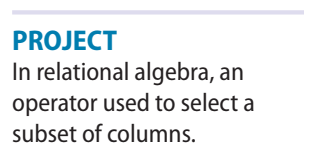 PROJECT
In relational algebra, an
operator used to select a
subset of columns.